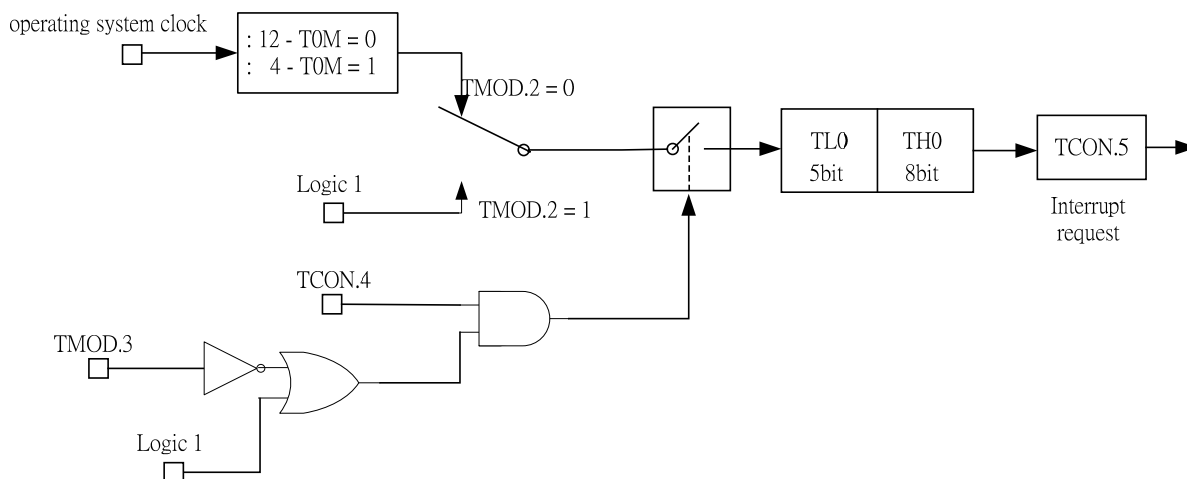 operating system clock
: 12 - T0M = 0
: 4 - T0M = 1
TMOD.2 = 0
Logic 1
TMOD.2 = 1
TL0
5bit
TH0
8bit
TCON.5
Interrupt
request
TCON.4
TMOD.3
Logic 1